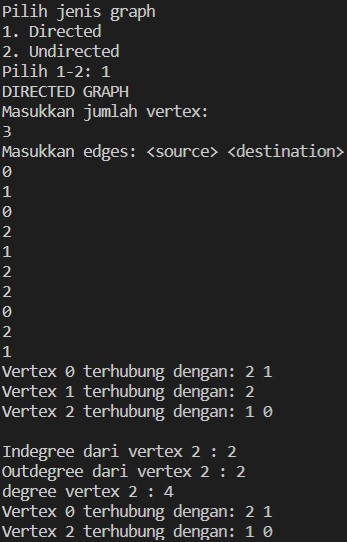 Pilih jenis graph
1. Directed
2. Undirected
Pilih 1-2: 1
DIRECTED GRAPH
Masukkan jumlah vertex:
3
Masukkan edges: <source> <destination>
0
1
0
2
1
2
2
0
2
1
Vertex 0 terhubung dengan: 2 1
Vertex 1 terhubung dengan: 2
Vertex 2 terhubung dengan: 1 0

Indegree dari vertex 2 : 2
Outdegree dari vertex 2 : 2
degree vertex 2 : 4
Vertex 0 terhubung dengan: 2 1
Vertex 2 terhubung dengan: 1 0